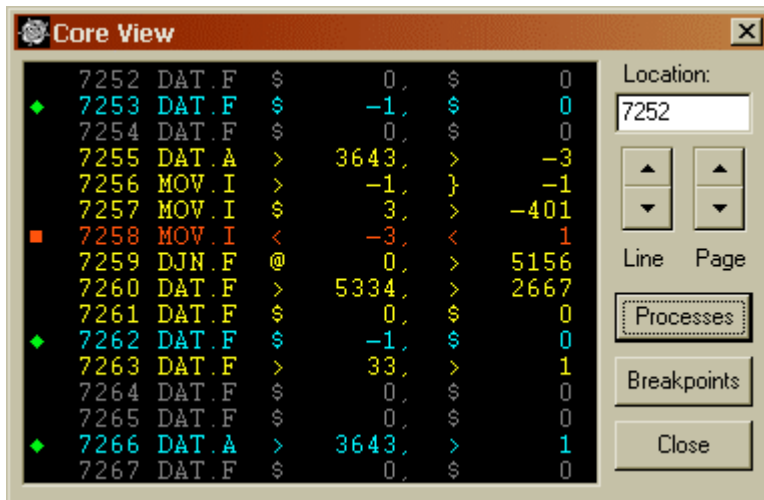 Core View
7252 DAT.F $ 0, $ 0
7253 DAT.F $ -1, $ 0
7254 DAT.F $ 0, $ 0
7255 DAT.A > 3643, > -3
7256 MOV.I > -1, } -1
7257 MOV.I $ 3, > -401
7258 MOV.I < -3, < 1
7259 DJN.F @ 0, > 5156
7260 DAT.F > 5334, > 2667
7261 DAT.F $ 0, $ 0
7262 DAT.F $ -1, $ 0
7263 DAT.F > 33, > 1
7264 DAT.F $ 0, $ 0
7265 DAT.F $ 0, $ 0
7266 DAT.A > 3643, > 1
7267 DAT.F $ 0, $ 0
Location:
7252
Line Page
Processes
Breakpoints
Close